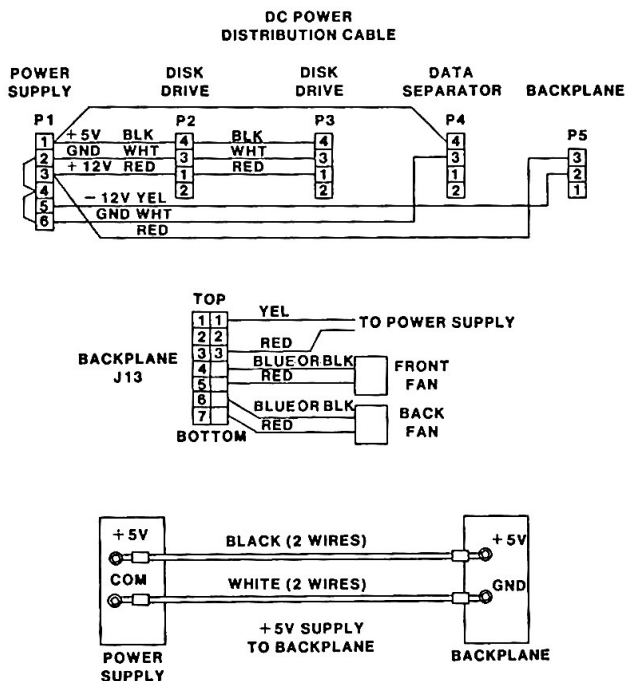 DC POWER
DISTRIBUTION CABLE
POWER SUPPLY DISK DRIVE DISK DRIVE DATA SEPARATOR BACKPLANE
P1 P2 P3 P4 P5
1 +5V BLK 4 BLK 4 4
2 GND WHT 3 WHT 3 3 3
3 +12V RED 1 RED 1 1 2
4 2 2 2 1
5 -12V YEL
6 GND WHT
RED
TOP
1 1 YEL
TO POWER SUPPLY
2 2
3 3 RED
BACKPLANE
J13
4 BLUE OR BLK
5 RED
FRONT
FAN
6 BLUE OR BLK
7 RED
BACK
FAN
BOTTOM
+5V BLACK (2 WIRES) +5V
COM WHITE (2 WIRES) GND
+5V SUPPLY
TO BACKPLANE
POWER
SUPPLY
BACKPLANE